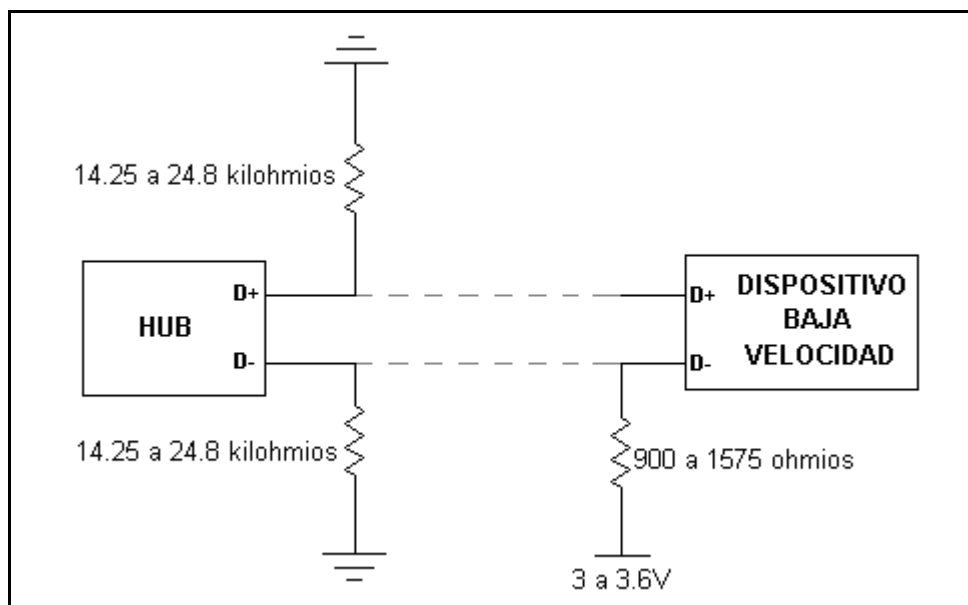 14.25 a 24.8 kilohmios
D+
HUB
D-
D+
DISPOSITIVO
BAJA
VELOCIDAD
D-
14.25 a 24.8 kilohmios
900 a 1575 ohmios
3 a 3.6V